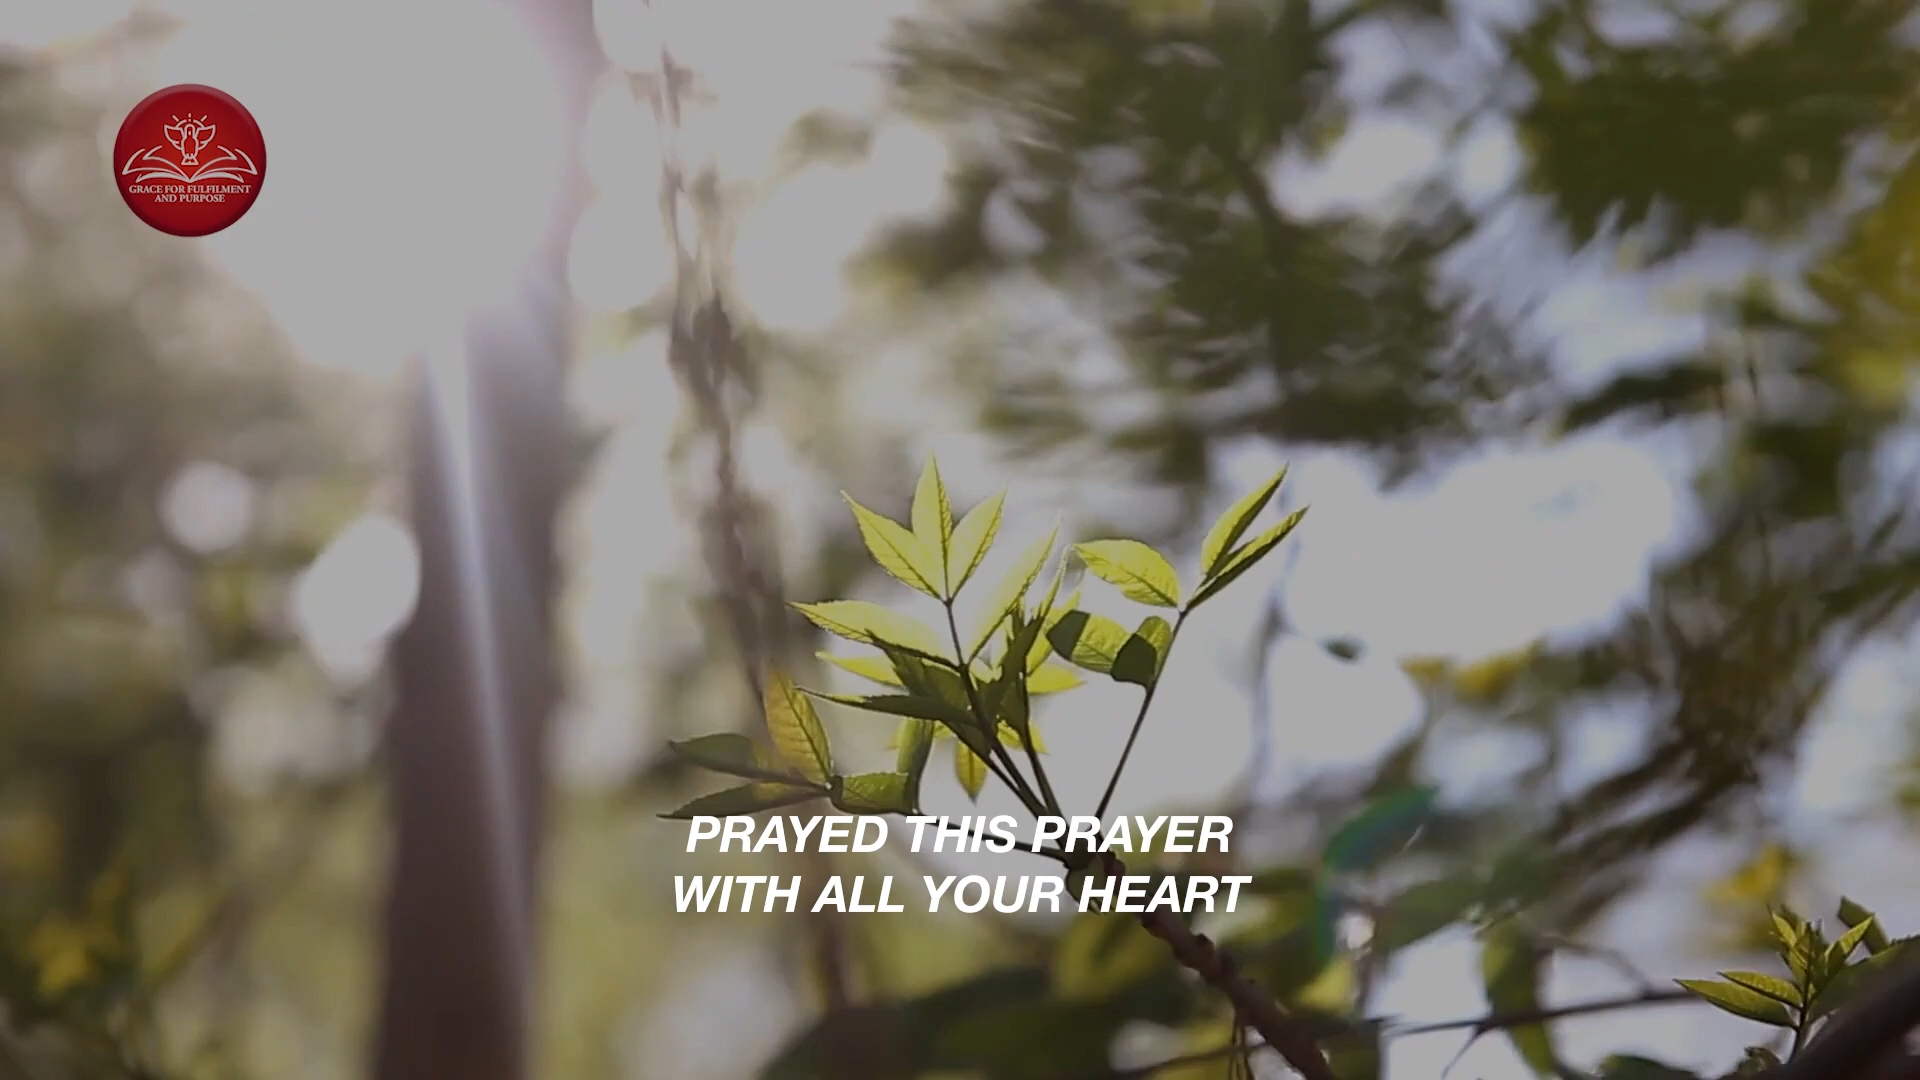 GRACE FOR FULFILMENT
AND PURPOSE
PRAYED THIS PRAYER
WITH ALL YOUR HEART